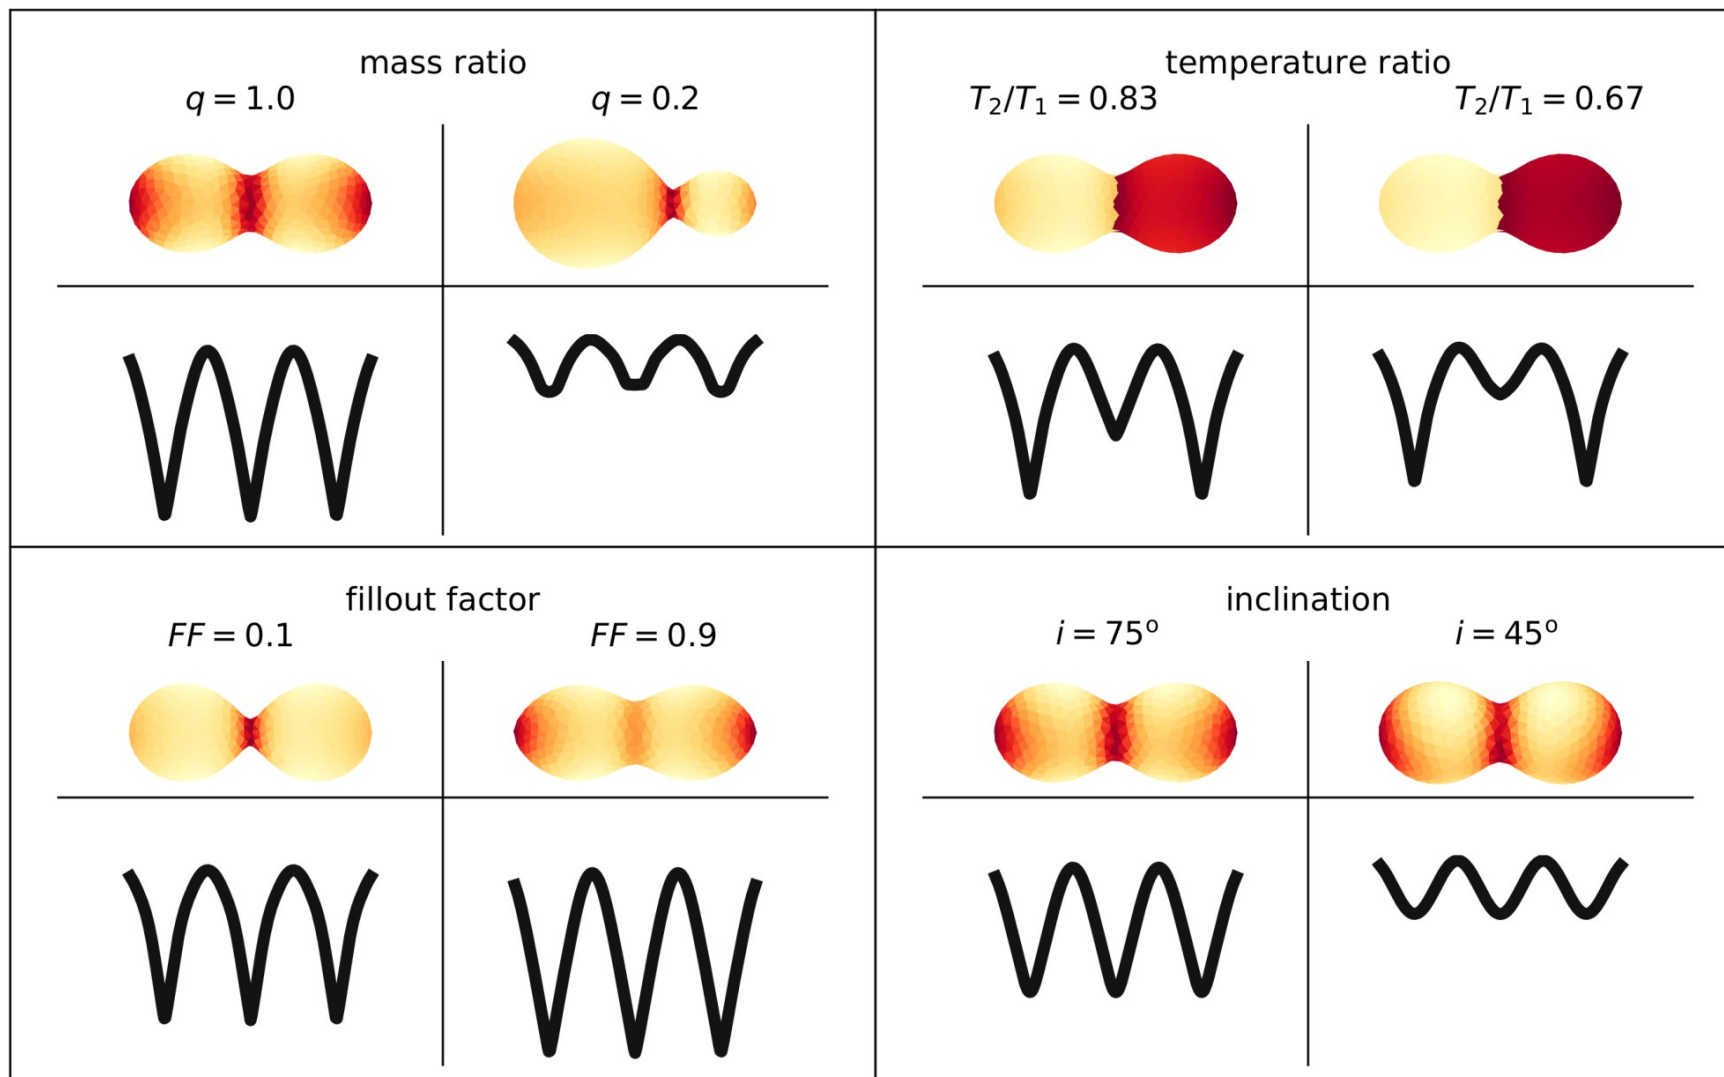 mass ratio
q = 1.0
q = 0.2
temperature ratio
T₂/T₁ = 0.83
T₂/T₁ = 0.67
fillout factor
FF = 0.1
FF = 0.9
inclination
i = 75°
i = 45°